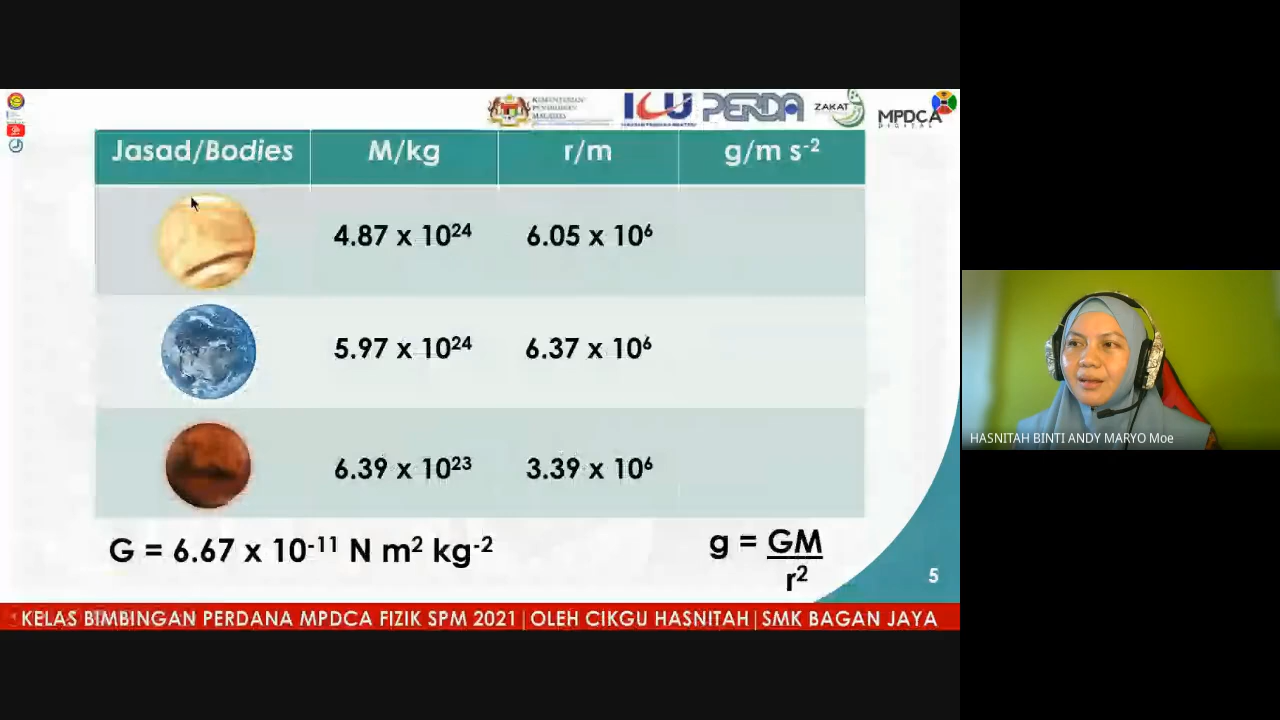 KEMENTERIAN
PENDIDIKAN
MALAYSIA
ICU PERDA ZAKAT MPDCA
DIGITAL
Jasad/Bodies M/kg r/m g/m s⁻²
4.87 x 10²⁴ 6.05 x 10⁶
5.97 x 10²⁴ 6.37 x 10⁶
6.39 x 10²³ 3.39 x 10⁶
G = 6.67 x 10⁻¹¹ N m² kg⁻² g = GM
r²
5
KELAS BIMBINGAN PERDANA MPDCA FIZIK SPM 2021|OLEH CIKGU HASNITAH|SMK BAGAN JAYA
HASNITAH BINTI ANDY MARYO Moe